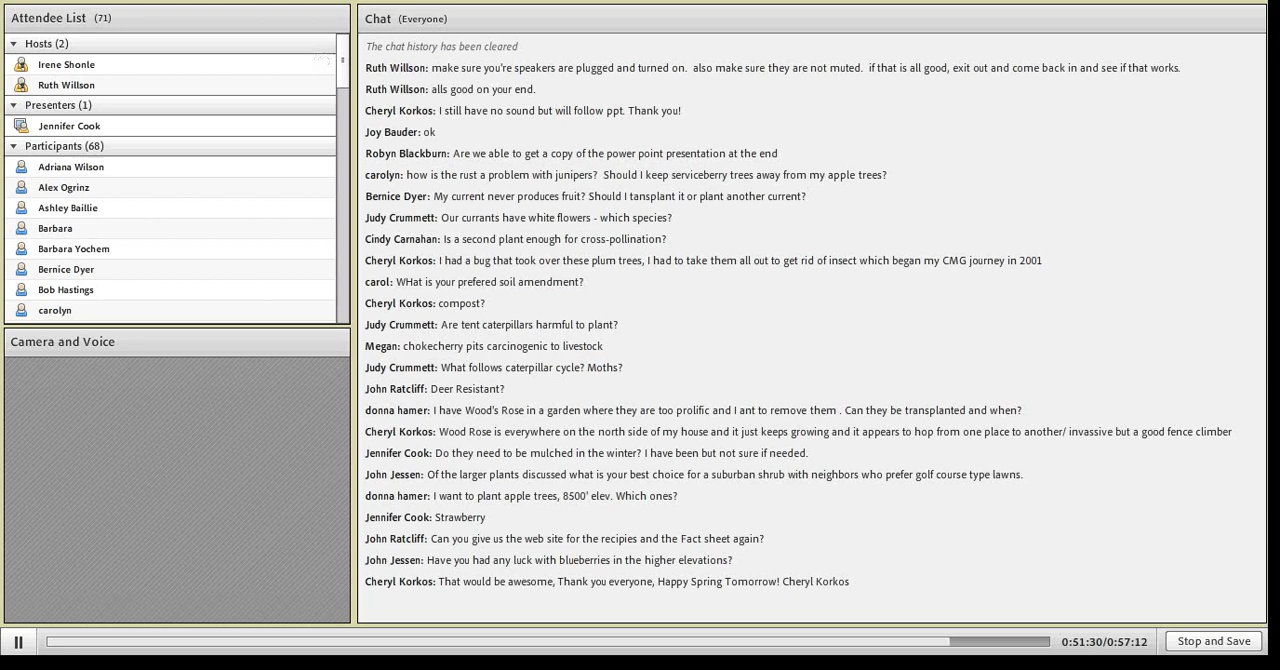 Attendee List (71)
Hosts (2)
Irene Shonle
Ruth Willson
Presenters (1)
Jennifer Cook
Participants (68)
Adriana Wilson
Alex Ogrinz
Ashley Baillie
Barbara
Barbara Yochem
Bernice Dyer
Bob Hastings
carolyn
Camera and Voice
Chat (Everyone)
The chat history has been cleared
Ruth Willson: make sure you're speakers are plugged and turned on. also make sure they are not muted. if that is all good, exit out and come back in and see if that works.
Ruth Willson: alls good on your end.
Cheryl Korkos: I still have no sound but will follow ppt. Thank you!
Joy Bauder: ok
Robyn Blackburn: Are we able to get a copy of the power point presentation at the end
carolyn: how is the rust a problem with junipers? Should I keep serviceberry trees away from my apple trees?
Bernice Dyer: My current never produces fruit? Should I tansplant it or plant another current?
Judy Crummett: Our currants have white flowers - which species?
Cindy Carnahan: Is a second plant enough for cross-pollination?
Cheryl Korkos: I had a bug that took over these plum trees, I had to take them all out to get rid of insect which began my CMG journey in 2001
carol: WHat is your prefered soil amendment?
Cheryl Korkos: compost?
Judy Crummett: Are tent caterpillars harmful to plant?
Megan: chokecherry pits carcinogenic to livestock
Judy Crummett: What follows caterpillar cycle? Moths?
John Ratcliff: Deer Resistant?
donna hamer: I have Wood's Rose in a garden where they are too prolific and I ant to remove them . Can they be transplanted and when?
Cheryl Korkos: Wood Rose is everywhere on the north side of my house and it just keeps growing and it appears to hop from one place to another/ invassive but a good fence climber
Jennifer Cook: Do they need to be mulched in the winter? I have been but not sure if needed.
John Jessen: Of the larger plants discussed what is your best choice for a suburban shrub with neighbors who prefer golf course type lawns.
donna hamer: I want to plant apple trees, 8500' elev. Which ones?
Jennifer Cook: Strawberry
John Ratcliff: Can you give us the web site for the recipies and the Fact sheet again?
John Jessen: Have you had any luck with blueberries in the higher elevations?
Cheryl Korkos: That would be awesome, Thank you everyone, Happy Spring Tomorrow! Cheryl Korkos
0:51:30/0:57:12
Stop and Save